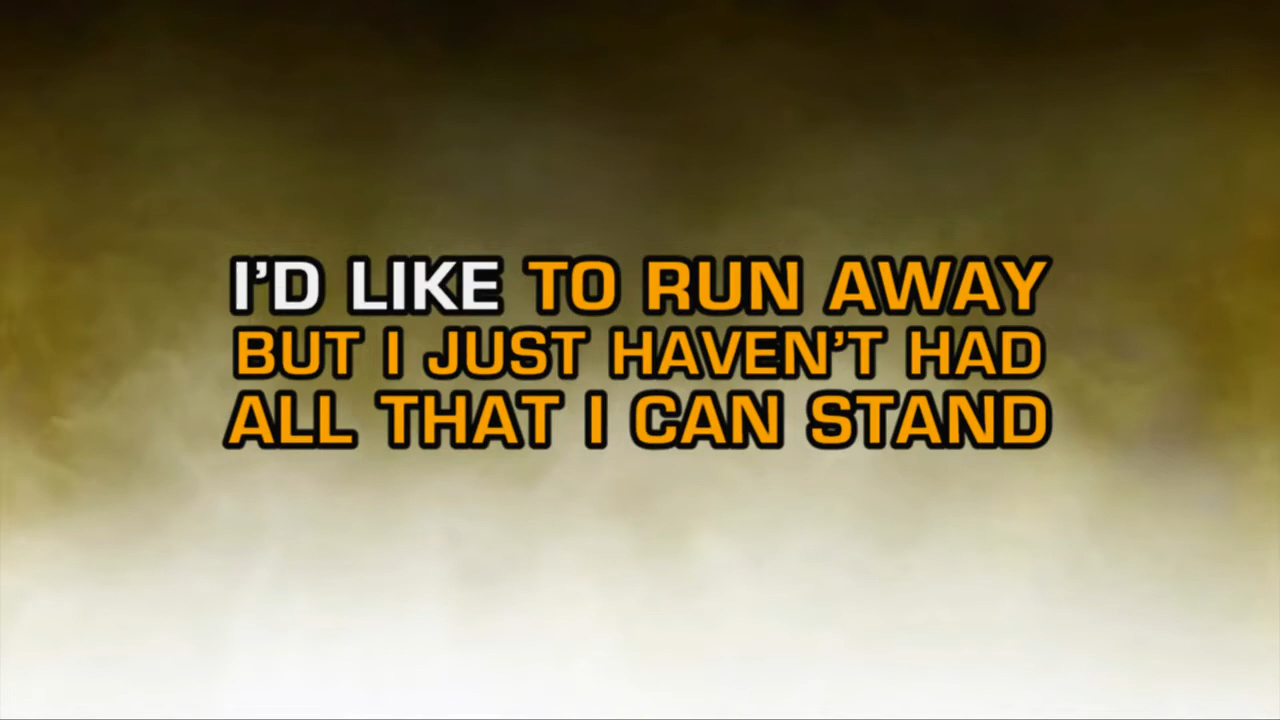 I’D LIKE TO RUN AWAY
BUT I JUST HAVEN’T HAD
ALL THAT I CAN STAND